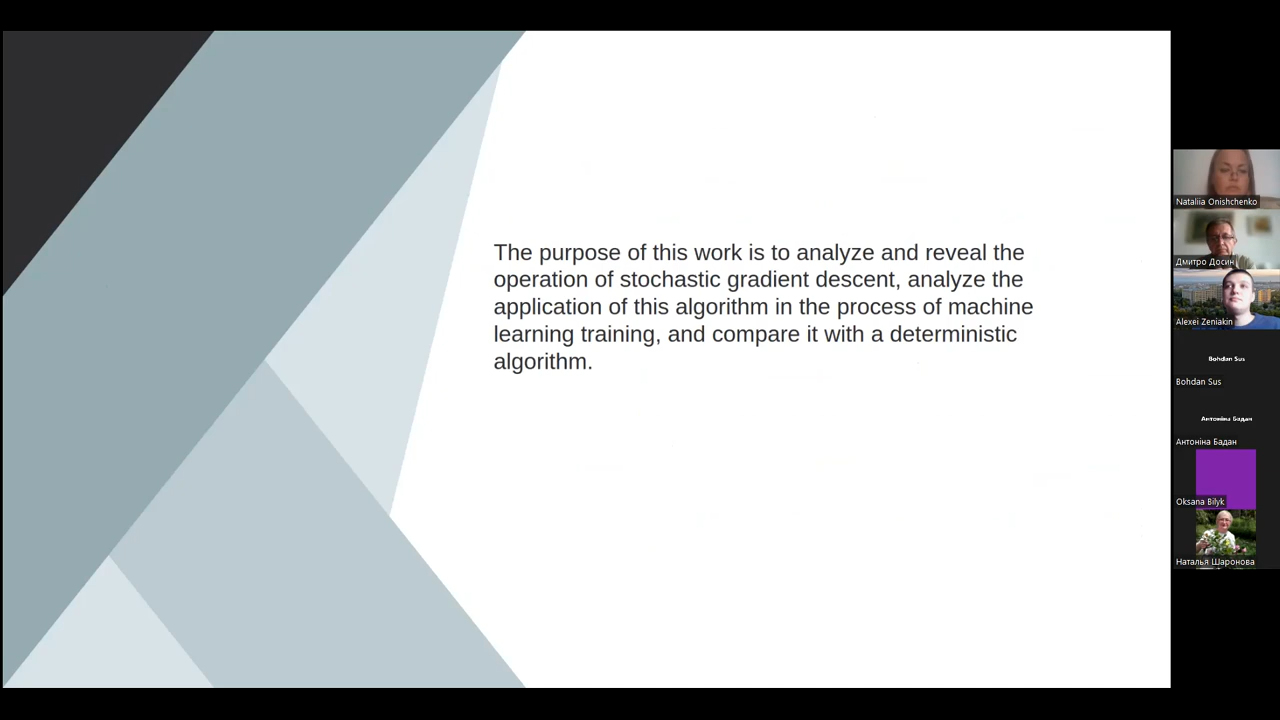 The purpose of this work is to analyze and reveal the
operation of stochastic gradient descent, analyze the
application of this algorithm in the process of machine
learning training, and compare it with a deterministic
algorithm.
Nataliia Onishchenko
Дмитро Досин
Alexei Zeniakin
Bohdan Sus
Bohdan Sus
Антоніна Бадан
Антоніна Бадан
Oksana Bilyk
Наталья Шаронова